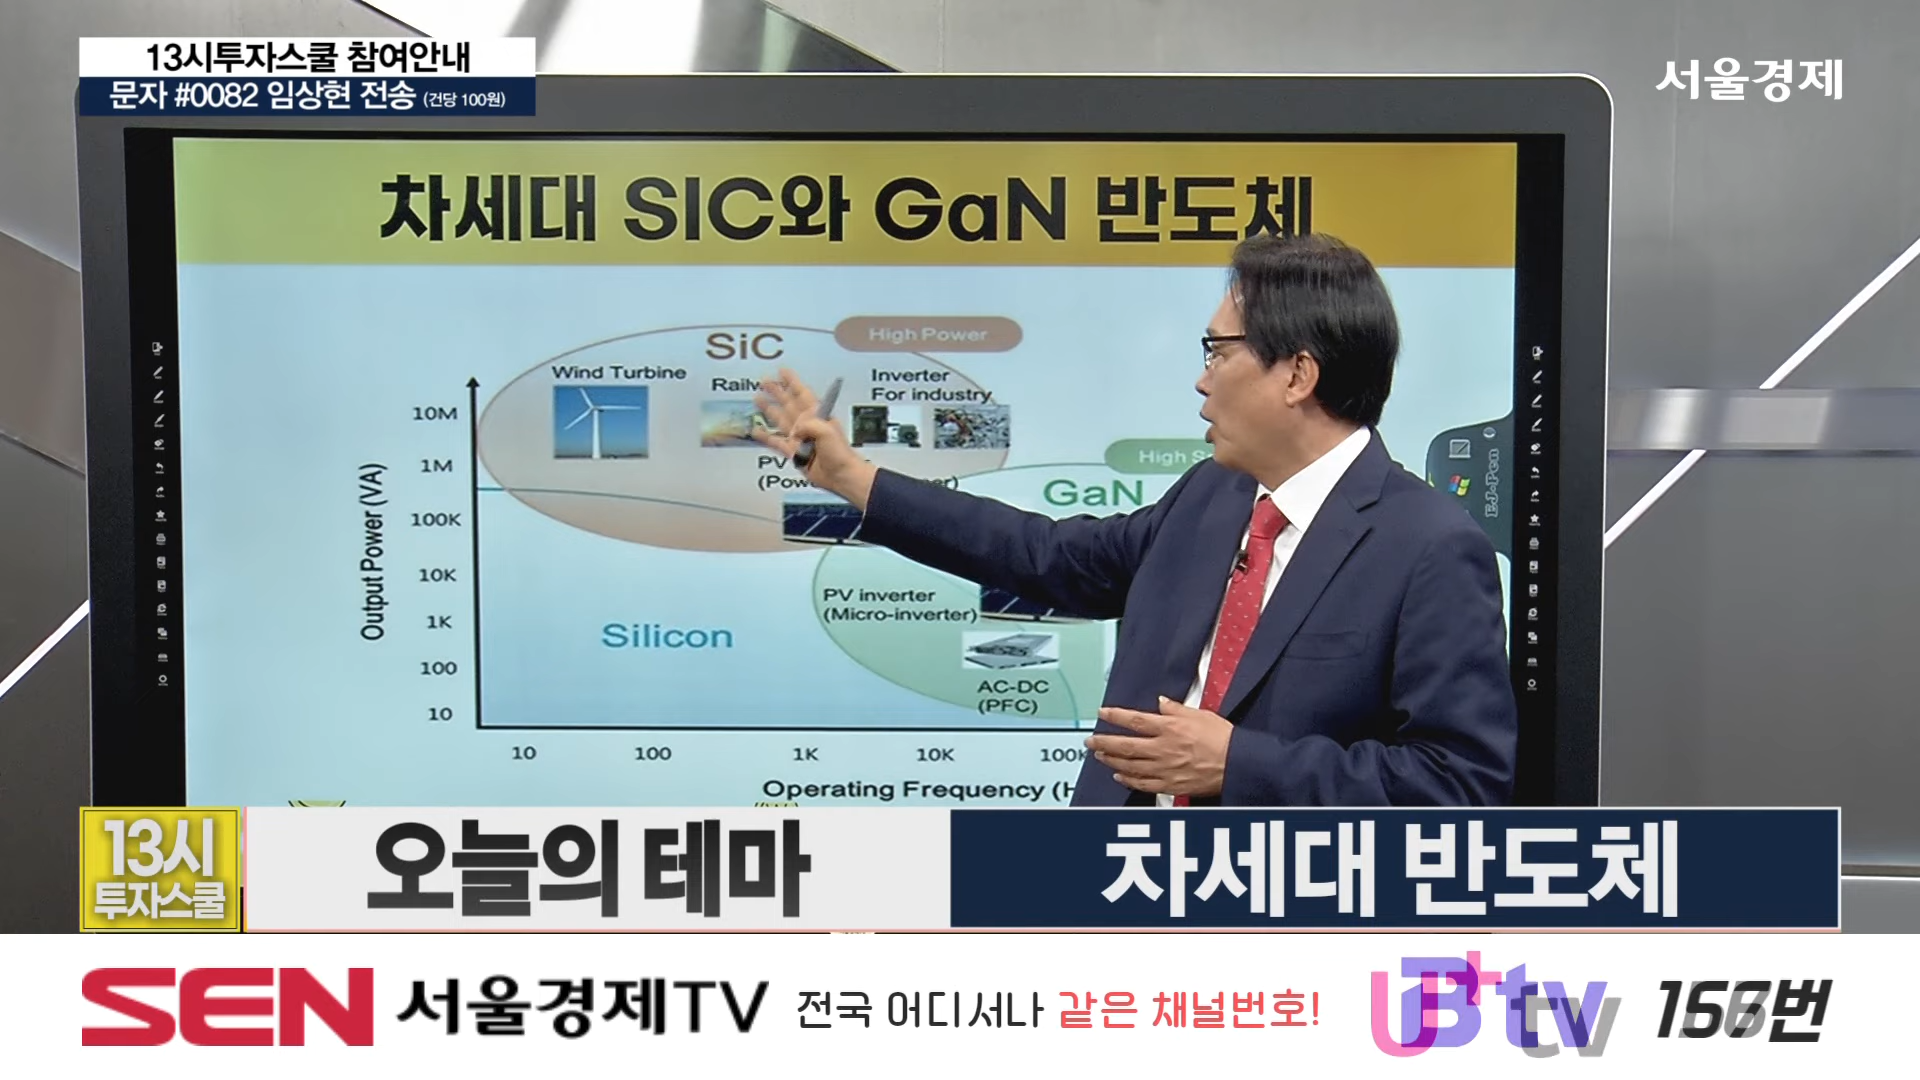 13시투자스쿨 참여안내
문자 #0082 임상현 전송 (건당 100원)
서울경제
차세대 SIC와 GaN 반도체
SiC
High Power
Wind Turbine
Inverter
For industry
10M
1M
100K
10K
1K
100
10
Output Power (VA)
PV
High
GaN
EJ-Pen
PV inverter
(Micro-inverter)
Silicon
AC-DC
(PFC)
10
100
1K
10K
100K
Operating Frequency
13시
투자스쿨
오늘의 테마
차세대 반도체
SEN 서울경제TV 전국 어디서나 같은 채널번호!